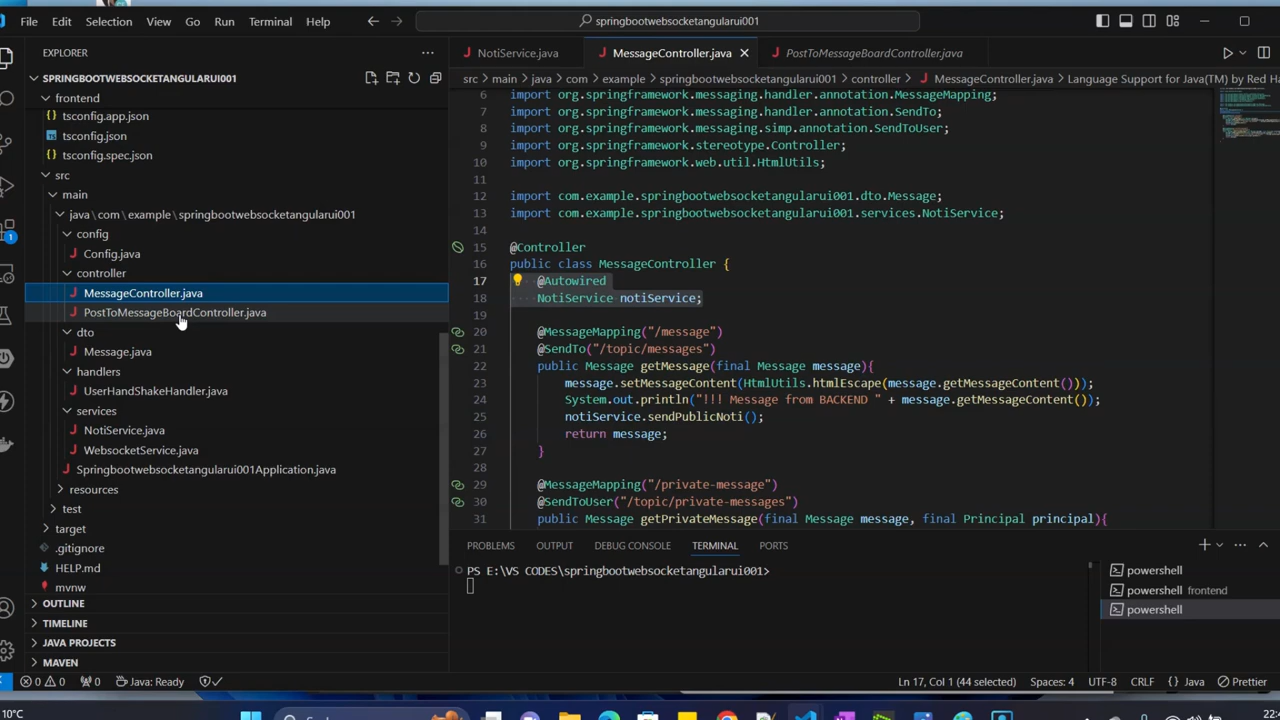 File Edit Selection View Go Run Terminal Help springbootwebsocketangularui001
EXPLORER
SPRINGBOOTWEBSOCKETANGULARUI001
frontend
tsconfig.app.json
tsconfig.json
tsconfig.spec.json
src
main
java\com\example\springbootwebsocketangularui001
config
Config.java
controller
MessageController.java
PostToMessageBoardController.java
dto
Message.java
handlers
UserHandShakeHandler.java
services
NotiService.java
WebsocketService.java
Springbootwebsocketangularui001Application.java
resources
test
target
.gitignore
HELP.md
mvnw
OUTLINE
TIMELINE
JAVA PROJECTS
MAVEN
NotiService.java MessageController.java PostToMessageBoardController.java
src > main > java > com > example > springbootwebsocketangularui001 > controller > MessageController.java > Language Support for Java(TM) by Red Ha
6 import org.springframework.messaging.handler.annotation.MessageMapping;
7 import org.springframework.messaging.handler.annotation.SendTo;
8 import org.springframework.messaging.simp.annotation.SendToUser;
9 import org.springframework.stereotype.Controller;
10 import org.springframework.web.util.HtmlUtils;
11
12 import com.example.springbootwebsocketangularui001.dto.Message;
13 import com.example.springbootwebsocketangularui001.services.NotiService;
14
15 @Controller
16 public class MessageController {
17 @Autowired
18 NotiService notiService;
20 @MessageMapping("/message")
21 @SendTo("/topic/messages")
22 public Message getMessage(final Message message){
23 message.setMessageContent(HtmlUtils.htmlEscape(message.getMessageContent()));
24 System.out.println("!!! Message from BACKEND " + message.getMessageContent());
25 notiService.sendPublicNoti();
26 return message;
27 }
28
29 @MessageMapping("/private-message")
30 @SendToUser("/topic/private-messages")
31 public Message getPrivateMessage(final Message message, final Principal principal){
PROBLEMS OUTPUT DEBUG CONSOLE TERMINAL PORTS
PS E:\VS CODES\springbootwebsocketangularui001>
powershell
powershell frontend
powershell
0 0 0 Java: Ready Ln 17, Col 1 (44 selected) Spaces: 4 UTF-8 CRLF {} Java Prettier
10°C